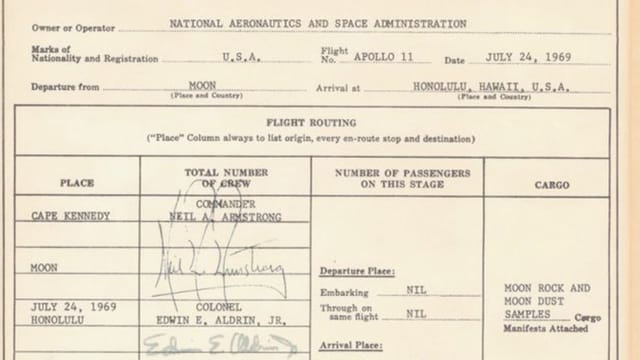 Owner or Operator NATIONAL AERONAUTICS AND SPACE ADMINISTRATION
Marks of
Nationality and Registration U.S.A. Flight
No. APOLLO 11 Date JULY 24, 1969
Departure from MOON Arrival at HONOLULU, HAWAII, U.S.A.
(Place and Country) (Place and Country)
FLIGHT ROUTING
("Place" Column always to list origin, every en-route stop and destination)
PLACE TOTAL NUMBER
OF CREW NUMBER OF PASSENGERS
ON THIS STAGE CARGO
COMMANDER
CAPE KENNEDY NEIL A. ARMSTRONG
Neil A. Armstrong
MOON
Departure Place:
Embarking NIL
Through on
same flight NIL
MOON ROCK AND
MOON DUST
SAMPLES Cargo
Manifests Attached
JULY 24, 1969 COLONEL
HONOLULU EDWIN E. ALDRIN, JR.
Edwin E Aldrin Jr
Arrival Place: